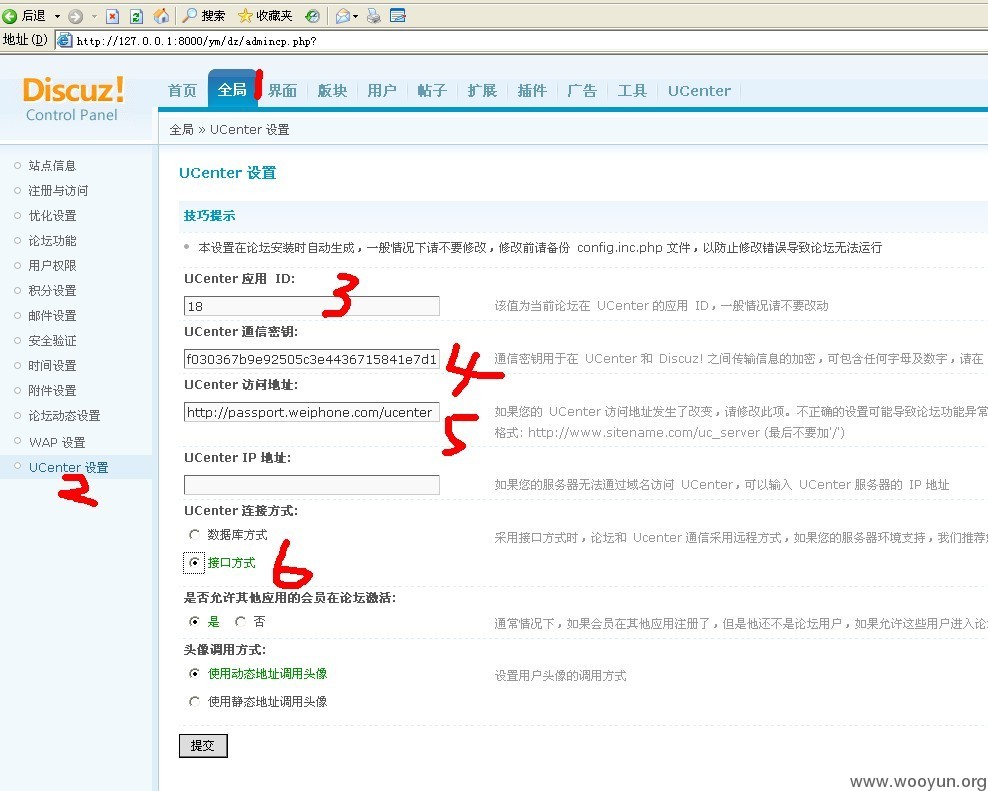 后退 搜索 收藏夹
地址(D) http://127.0.0.1:8000/ym/dz/admincp.php?
Discuz!
Control Panel
首页 全局 界面 版块 用户 帖子 扩展 插件 广告 工具 UCenter
1
全局 » UCenter 设置
站点信息
注册与访问
优化设置
论坛功能
用户权限
积分设置
邮件设置
安全验证
时间设置
附件设置
论坛动态设置
WAP 设置
UCenter 设置
2
UCenter 设置
技巧提示
本设置在论坛安装时自动生成，一般情况下请不要修改，修改前请备份 config.inc.php 文件，以防止修改错误导致论坛无法运行
UCenter 应用 ID:
3
18
该值为当前论坛在 UCenter 的应用 ID，一般情况请不要改动
UCenter 通信密钥:
f030367b9e92505c3e4436715841e7d1
4
通信密钥用于在 UCenter 和 Discuz! 之间传输信息的加密，可包含任何字母及数字，请在
UCenter 访问地址:
http://passport.weiphone.com/ucenter
5
如果您的 UCenter 访问地址发生了改变，请修改此项。不正确的设置可能导致论坛功能异常
格式: http://www.sitename.com/uc_server (最后不要加'/')
UCenter IP 地址:
如果您的服务器无法通过域名访问 UCenter，可以输入 UCenter 服务器的 IP 地址
UCenter 连接方式:
数据库方式
接口方式
6
采用接口方式时，论坛和 Ucenter 通信采用远程方式，如果您的服务器环境支持，我们推荐
是否允许其他应用的会员在论坛激活:
是 否
通常情况下，如果会员在其他应用注册了，但是他还不是论坛用户，如果允许这些用户进入论
头像调用方式:
使用动态地址调用头像
使用静态地址调用头像
设置用户头像的调用方式
提交
www.wooyun.org